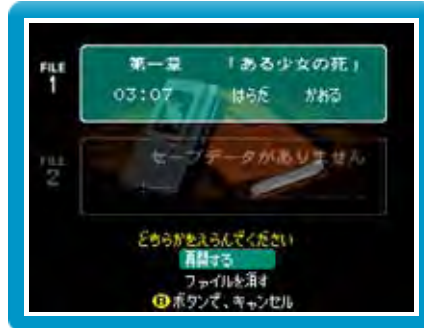 FILE 1
第一章 「ある少女の死」
03:07 はらだ かおる
FILE 2
セーブデータがありません
どちらかをえらんでください
再開する
ファイルを消す
Bボタンで、キャンセル